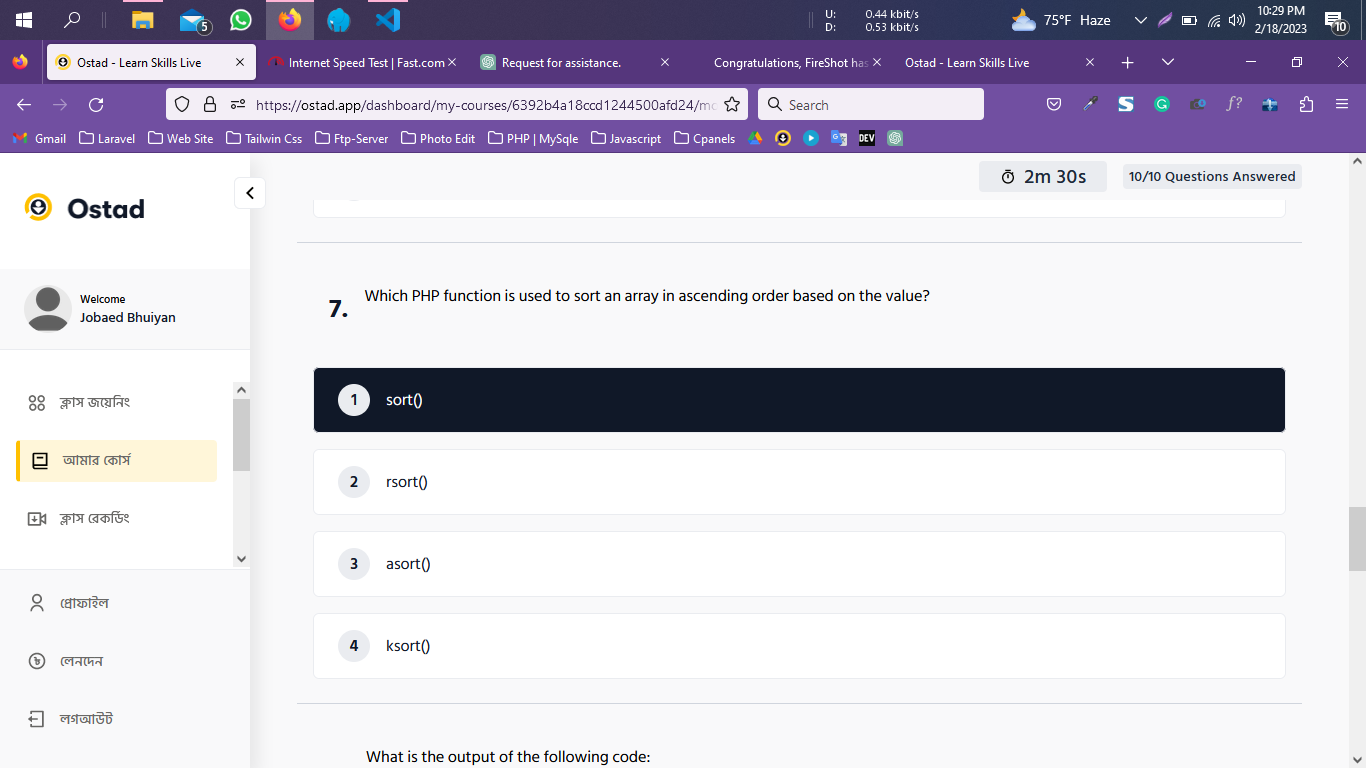 5
U: 0.44 kbit/s
D: 0.53 kbit/s
75°F Haze
10:29 PM
2/18/2023
10
Ostad - Learn Skills Live
Internet Speed Test | Fast.com
Request for assistance.
Congratulations, FireShot has
Ostad - Learn Skills Live
https://ostad.app/dashboard/my-courses/6392b4a18ccd1244500afd24/mo
Search
Gmail
Laravel
Web Site
Tailwin Css
Ftp-Server
Photo Edit
PHP | MySqle
Javascript
Cpanels
DEV
Ostad
2m 30s
10/10 Questions Answered
Welcome
Jobaed Bhuiyan
ক্লাস জয়েনিং
আমার কোর্স
ক্লাস রেকর্ডিং
প্রোফাইল
লেনদেন
লগআউট
7. Which PHP function is used to sort an array in ascending order based on the value?
1 sort()
2 rsort()
3 asort()
4 ksort()
What is the output of the following code: